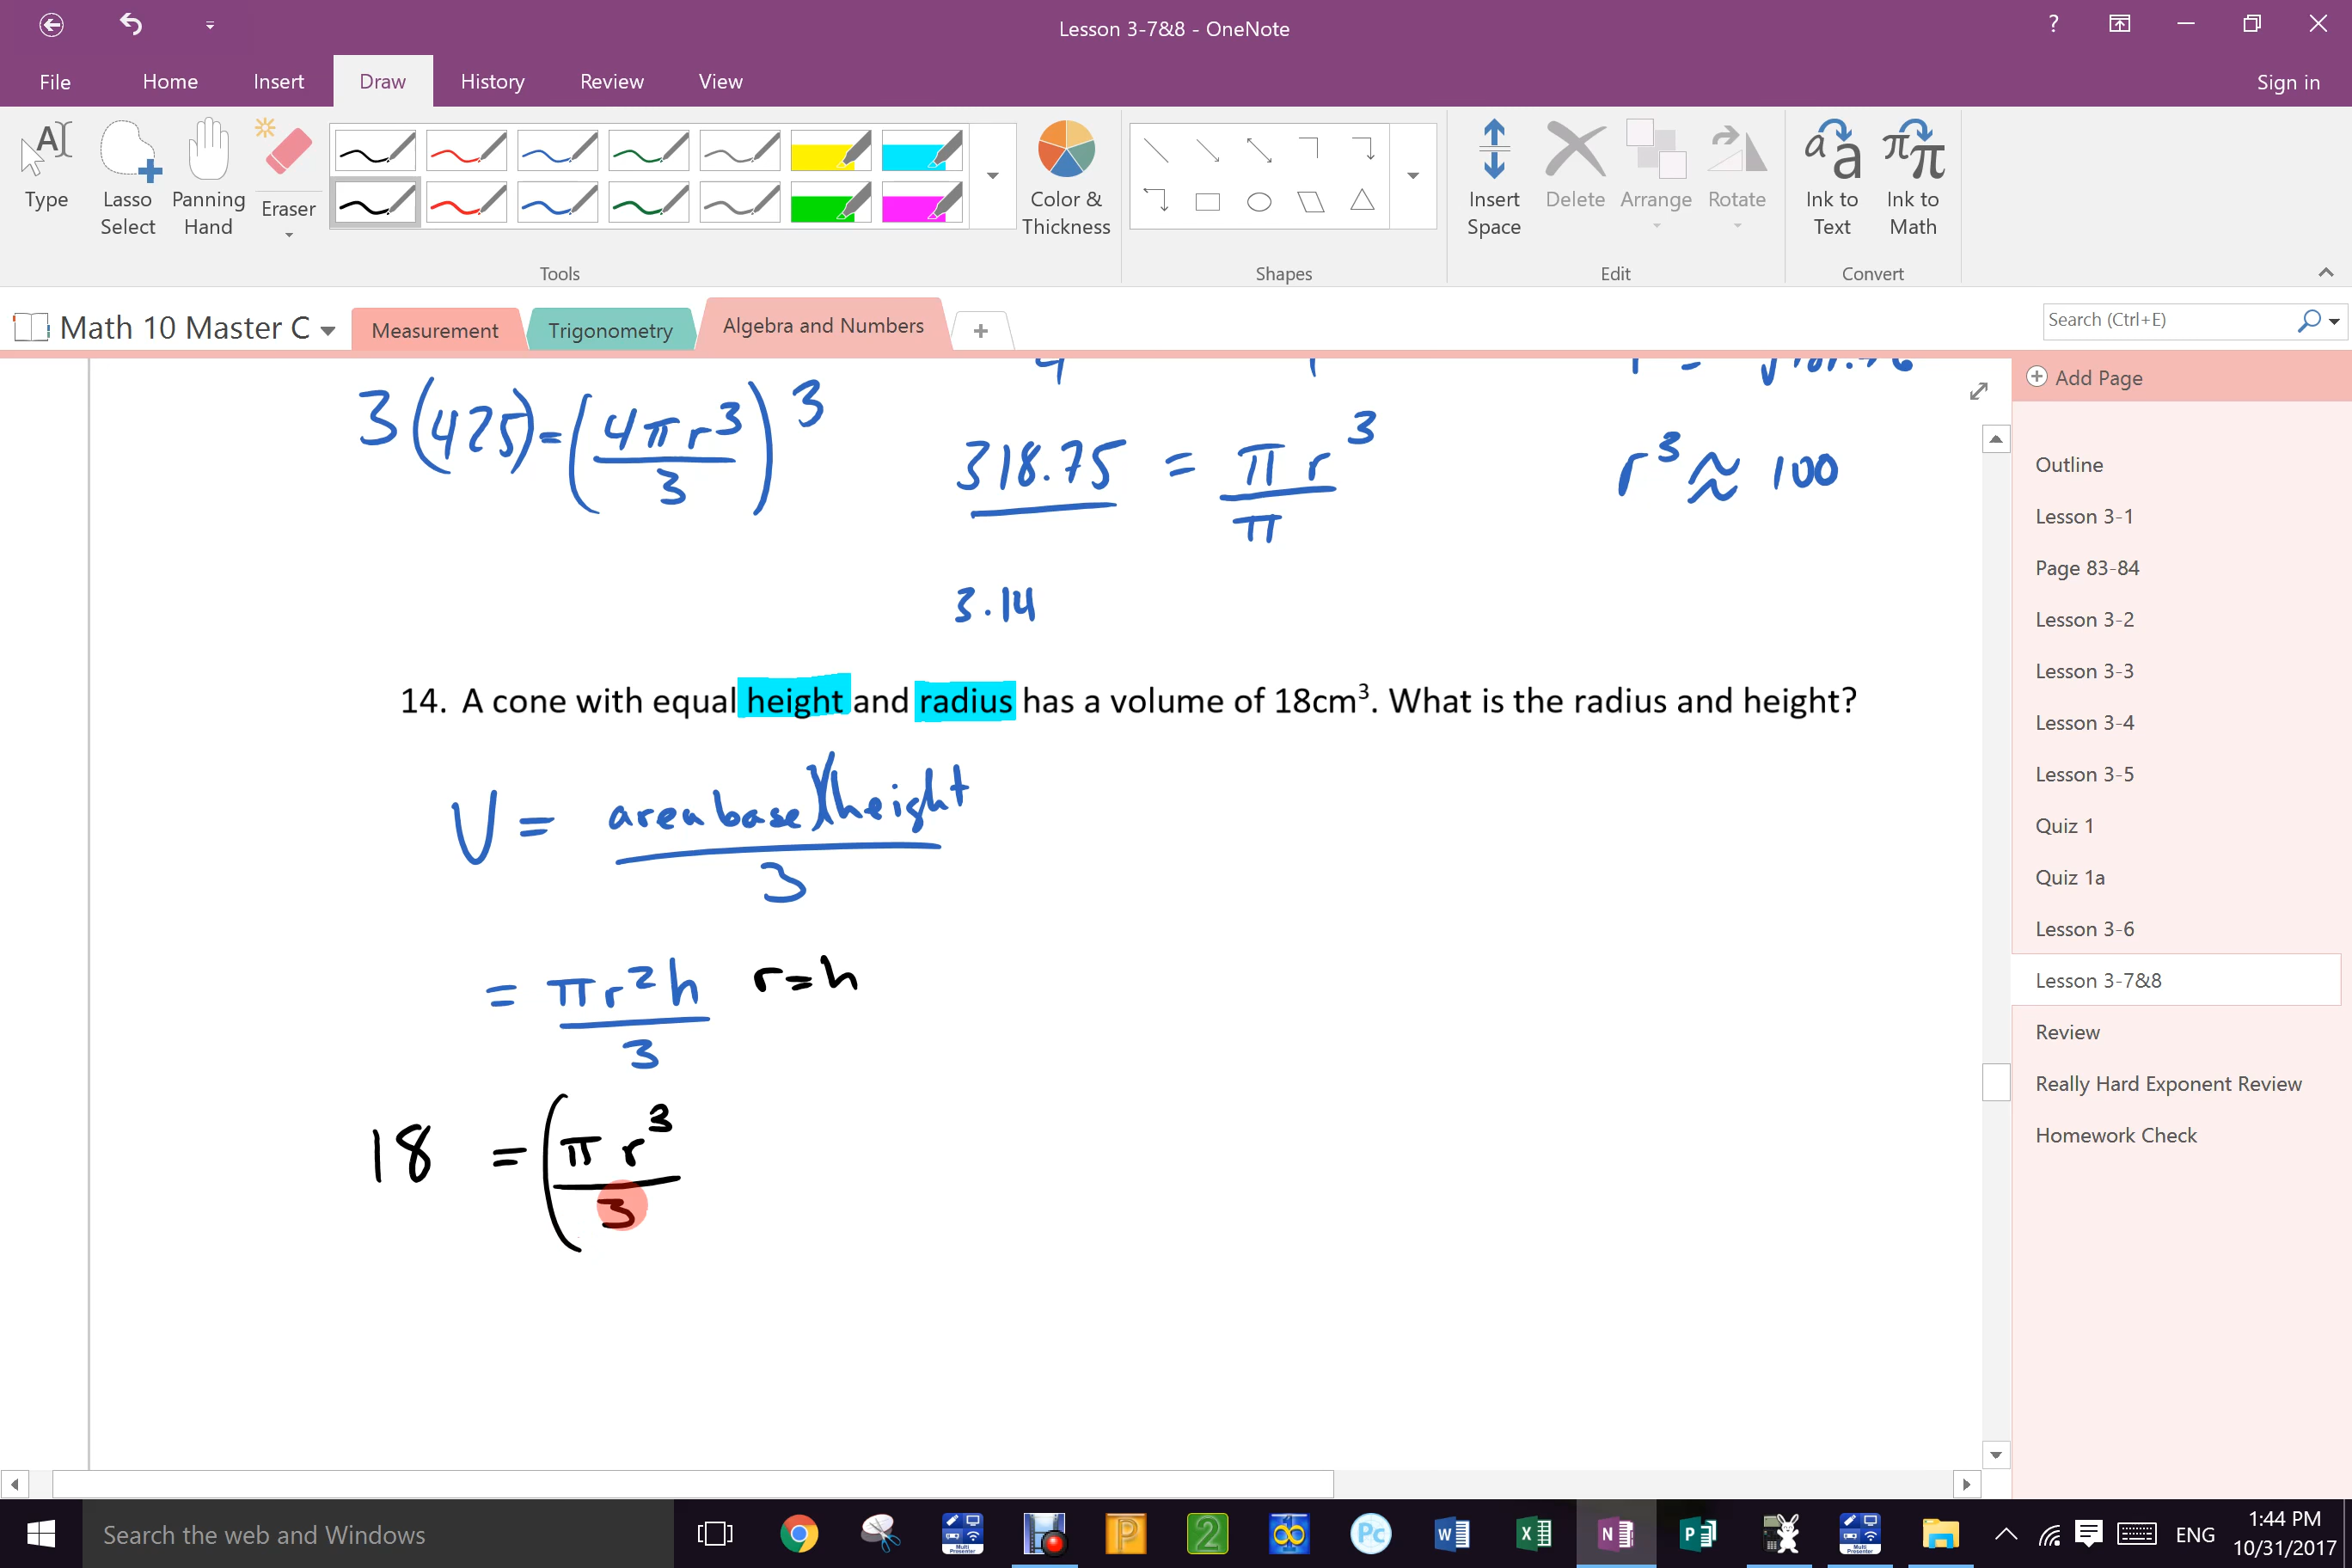 Lesson 3-7&8 - OneNote
?
File Home Insert Draw History Review View Sign in
Type Lasso Select Panning Hand Eraser Color & Thickness Insert Space Delete Arrange Rotate Ink to Text Ink to Math
Tools Shapes Edit Convert
Math 10 Master C Measurement Trigonometry Algebra and Numbers + Search (Ctrl+E)
3(425)=(4πr³/3)3
318.75 = πr³/π
r³ ≈ 100
3.14
14. A cone with equal height and radius has a volume of 18cm³. What is the radius and height?
V = area base)(height/3
= πr²h/3 r=h
18 = (πr³/3
Add Page
Outline
Lesson 3-1
Page 83-84
Lesson 3-2
Lesson 3-3
Lesson 3-4
Lesson 3-5
Quiz 1
Quiz 1a
Lesson 3-6
Lesson 3-7&8
Review
Really Hard Exponent Review
Homework Check
Search the web and Windows
ENG
1:44 PM
10/31/2017